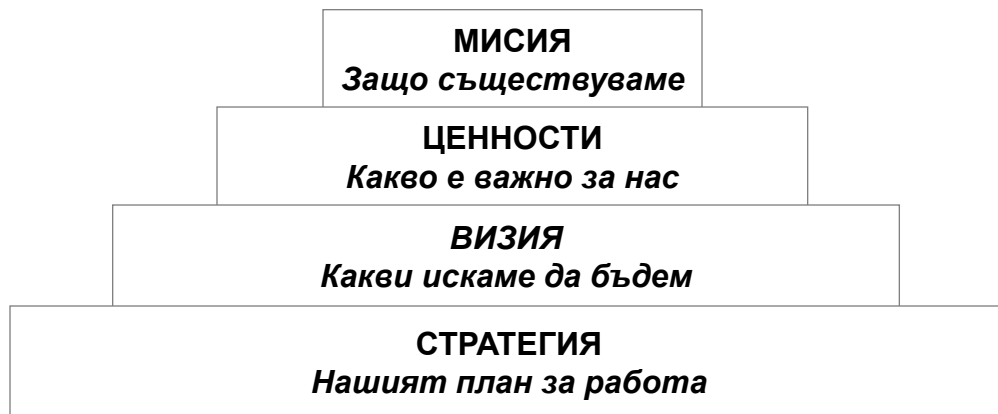 МИСИЯ
Защо съществуваме
ЦЕННОСТИ
Какво е важно за нас
ВИЗИЯ
Какви искаме да бъдем
СТРАТЕГИЯ
Нашият план за работа